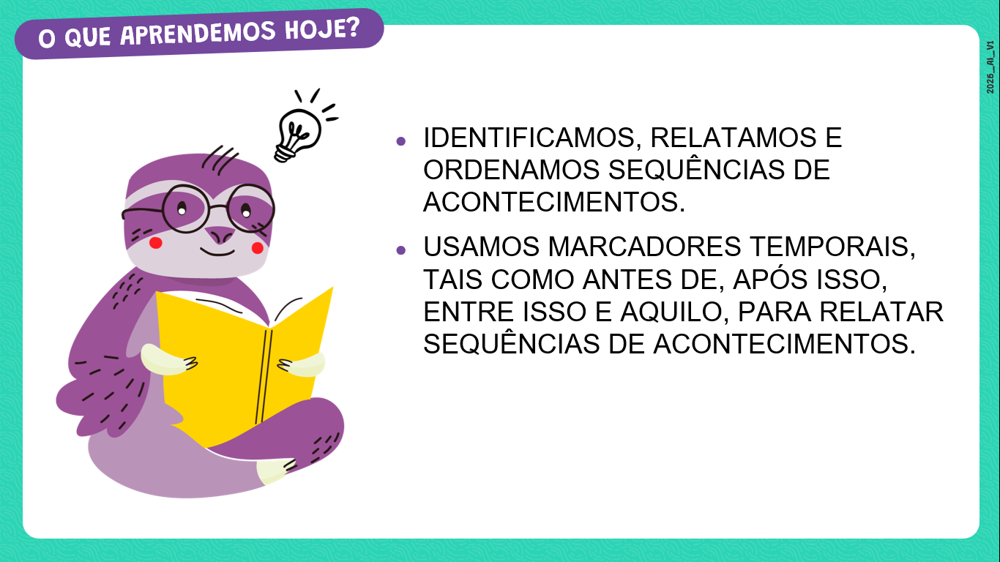 O QUE APRENDEMOS HOJE?
2026_AI_V1
• IDENTIFICAMOS, RELATAMOS E
ORDENAMOS SEQUÊNCIAS DE
ACONTECIMENTOS.
• USAMOS MARCADORES TEMPORAIS,
TAIS COMO ANTES DE, APÓS ISSO,
ENTRE ISSO E AQUILO, PARA RELATAR
SEQUÊNCIAS DE ACONTECIMENTOS.